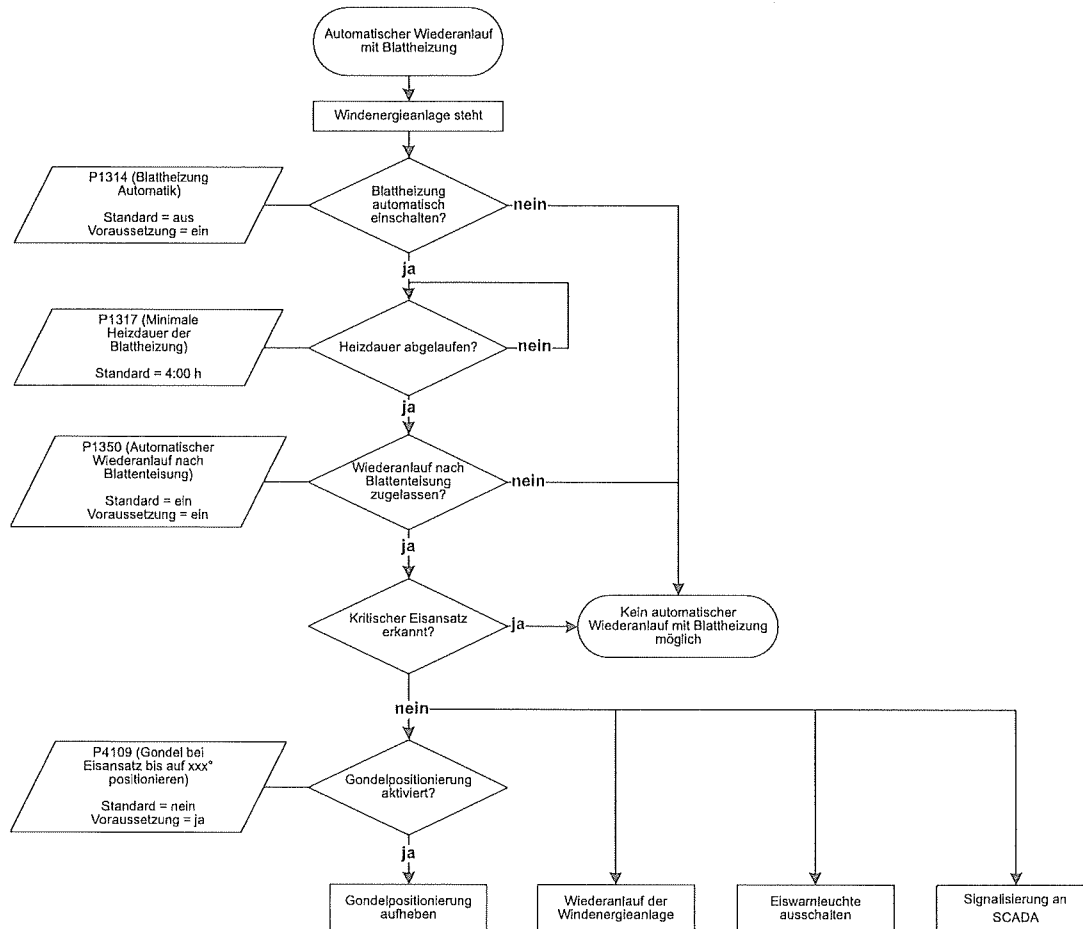 Automatischer Wiederanlauf
mit Blattheizung
Windenergieanlage steht
P1314 (Blattheizung
Automatik)
Standard = aus
Voraussetzung = ein
Blattheizung
automatisch
einschalten?
nein
ja
P1317 (Minimale
Heizdauer der
Blattheizung)
Standard = 4:00 h
Heizdauer abgelaufen?
nein
ja
P1350 (Automatischer
Wiederanlauf nach
Blattenteisung)
Standard = ein
Voraussetzung = ein
Wiederanlauf nach
Blattenteisung
zugelassen?
nein
ja
Kritischer Eisansatz
erkannt?
ja
Kein automatischer
Wiederanlauf mit Blattheizung
möglich
nein
P4109 (Gondel bei
Eisansatz bis auf xxx°
positionieren)
Standard = nein
Voraussetzung = ja
Gondelpositionierung
aktiviert?
ja
Gondelpositionierung
aufheben
Wiederanlauf der
Windenergieanlage
Eiswarnleuchte
ausschalten
Signalisierung an
SCADA